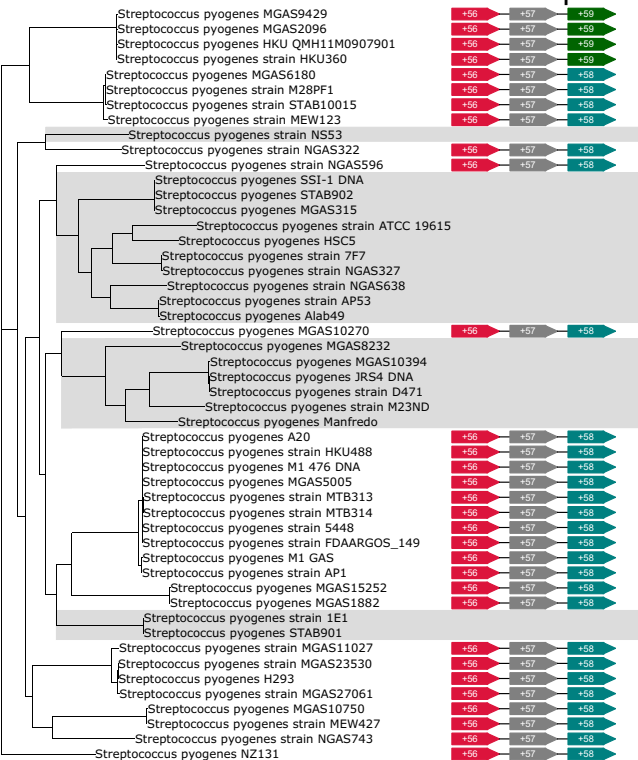 Streptococcus pyogenes MGAS9429 +56 +57 +59
Streptococcus pyogenes MGAS2096 +56 +57 +59
Streptococcus pyogenes HKU QMH11M0907901 +56 +57 +59
Streptococcus pyogenes strain HKU360 +56 +57 +59
Streptococcus pyogenes MGAS6180 +56 +57 +58
Streptococcus pyogenes strain M28PF1 +56 +57 +58
Streptococcus pyogenes strain STAB10015 +56 +57 +58
Streptococcus pyogenes strain MEW123 +56 +57 +58
Streptococcus pyogenes strain NS53
Streptococcus pyogenes strain NGAS322 +56 +57 +58
Streptococcus pyogenes strain NGAS596 +56 +57 +58
Streptococcus pyogenes SSI-1 DNA
Streptococcus pyogenes STAB902
Streptococcus pyogenes MGAS315
Streptococcus pyogenes strain ATCC 19615
Streptococcus pyogenes HSC5
Streptococcus pyogenes strain 7F7
Streptococcus pyogenes strain NGAS327
Streptococcus pyogenes NGAS638
Streptococcus pyogenes strain AP53
Streptococcus pyogenes Alab49
Streptococcus pyogenes MGAS10270 +56 +57 +58
Streptococcus pyogenes MGAS8232
Streptococcus pyogenes MGAS10394
Streptococcus pyogenes JRS4 DNA
Streptococcus pyogenes strain D471
Streptococcus pyogenes strain M23ND
Streptococcus pyogenes Manfredo
Streptococcus pyogenes A20 +56 +57 +58
Streptococcus pyogenes strain HKU488 +56 +57 +58
Streptococcus pyogenes M1 476 DNA +56 +57 +58
Streptococcus pyogenes MGAS5005 +56 +57 +58
Streptococcus pyogenes strain MTB313 +56 +57 +58
Streptococcus pyogenes strain MTB314 +56 +57 +58
Streptococcus pyogenes strain 5448 +56 +57 +58
Streptococcus pyogenes strain FDAARGOS_149 +56 +57 +58
Streptococcus pyogenes M1 GAS +56 +57 +58
Streptococcus pyogenes strain AP1 +56 +57 +58
Streptococcus pyogenes MGAS15252 +56 +57 +58
Streptococcus pyogenes MGAS1882 +56 +57 +58
Streptococcus pyogenes strain 1E1
Streptococcus pyogenes STAB901
Streptococcus pyogenes strain MGAS11027 +56 +57 +58
Streptococcus pyogenes strain MGAS23530 +56 +57 +58
Streptococcus pyogenes H293 +56 +57 +58
Streptococcus pyogenes strain MGAS27061 +56 +57 +58
Streptococcus pyogenes MGAS10750 +56 +57 +58
Streptococcus pyogenes strain MEW427 +56 +57 +58
Streptococcus pyogenes strain NGAS743 +56 +57 +58
Streptococcus pyogenes NZ131 +56 +57 +58